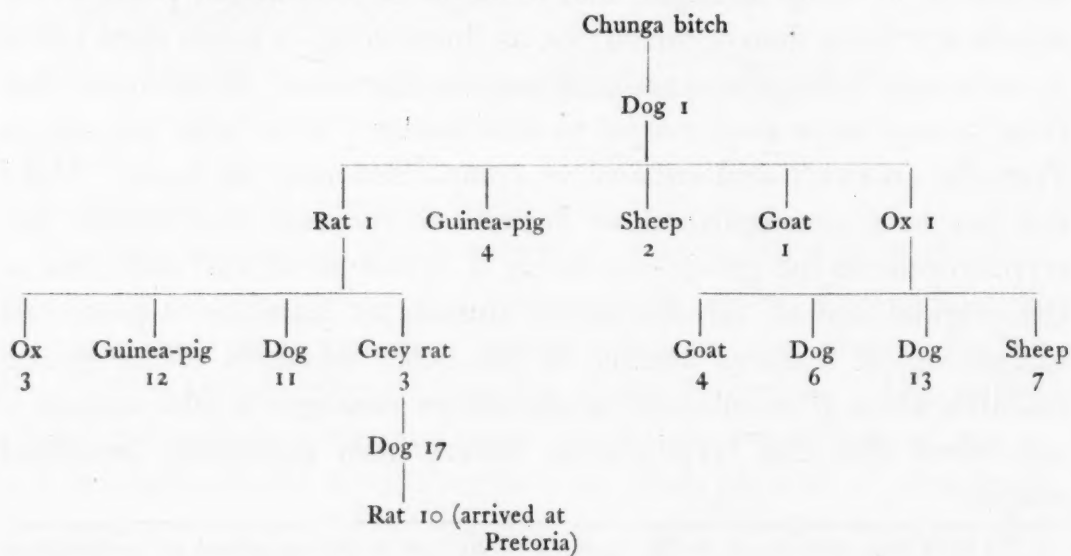 Chunga bitch
Dog 1
Rat 1 Guinea-pig Sheep Goat Ox 1
4 2 1
Ox Guinea-pig Dog Grey rat Goat Dog Dog Sheep
3 12 11 3 4 6 13 7
Dog 17
Rat 10 (arrived at
Pretoria)